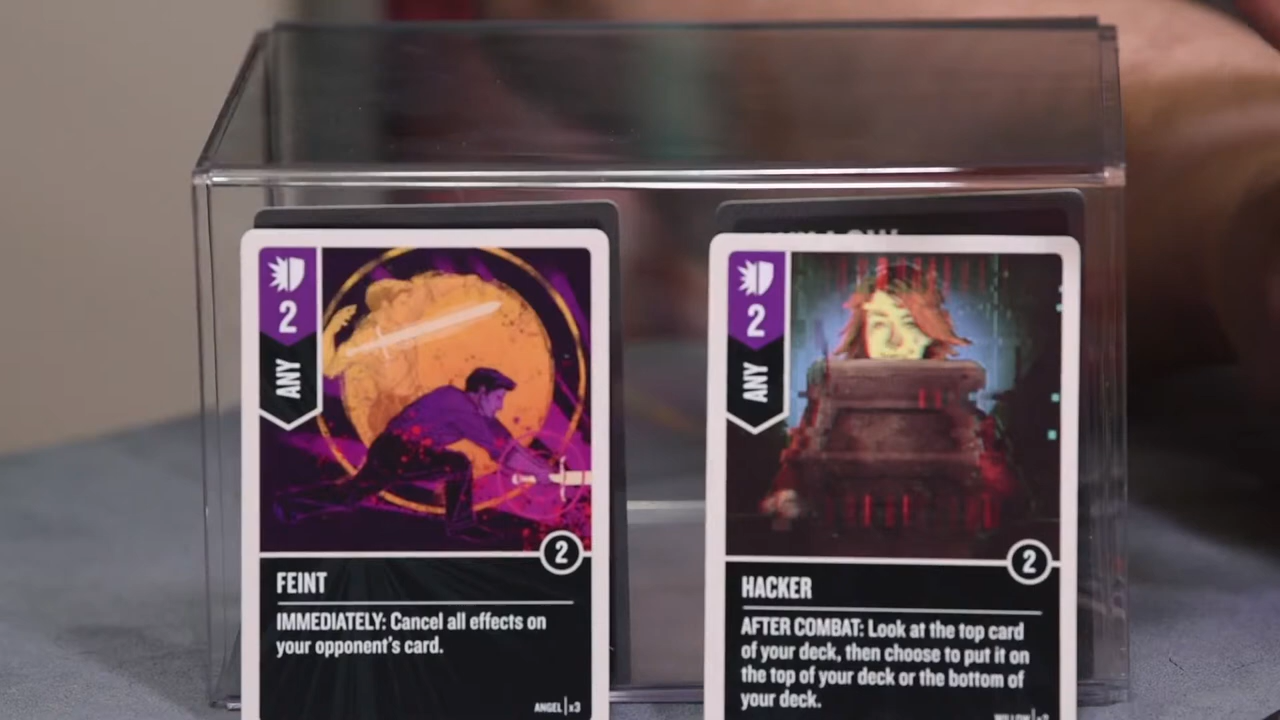 2
ANY
2
FEINT
IMMEDIATELY: Cancel all effects on
your opponent's card.
ANGEL x3
2
ANY
2
HACKER
AFTER COMBAT: Look at the top card
of your deck, then choose to put it on
the top of your deck or the bottom of
your deck.